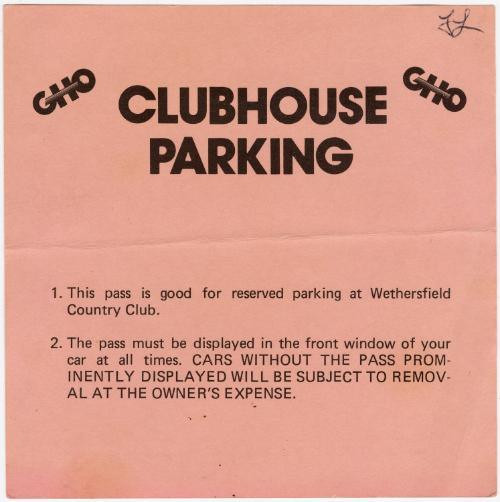 GHO
GHO
CLUBHOUSE
PARKING
1. This pass is good for reserved parking at Wethersfield
Country Club.
2. The pass must be displayed in the front window of your
car at all times. CARS WITHOUT THE PASS PROM-
INENTLY DISPLAYED WILL BE SUBJECT TO REMOV-
AL AT THE OWNER'S EXPENSE.